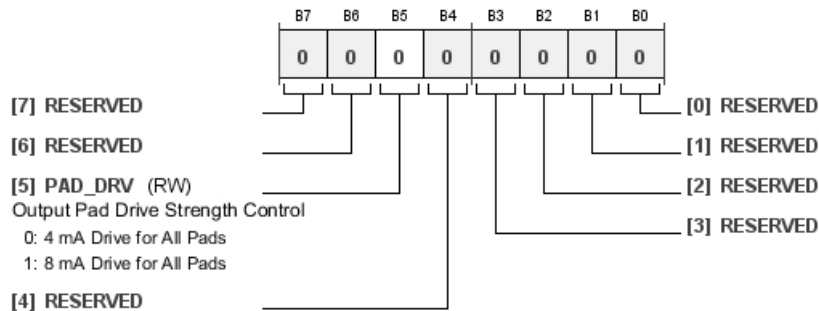 B7 B6 B5 B4 B3 B2 B1 B0
0 0 0 0 0 0 0 0
[7] RESERVED
[0] RESERVED
[6] RESERVED
[1] RESERVED
[5] PAD_DRV (RW)
[2] RESERVED
Output Pad Drive Strength Control
[3] RESERVED
0: 4 mA Drive for All Pads
1: 8 mA Drive for All Pads
[4] RESERVED